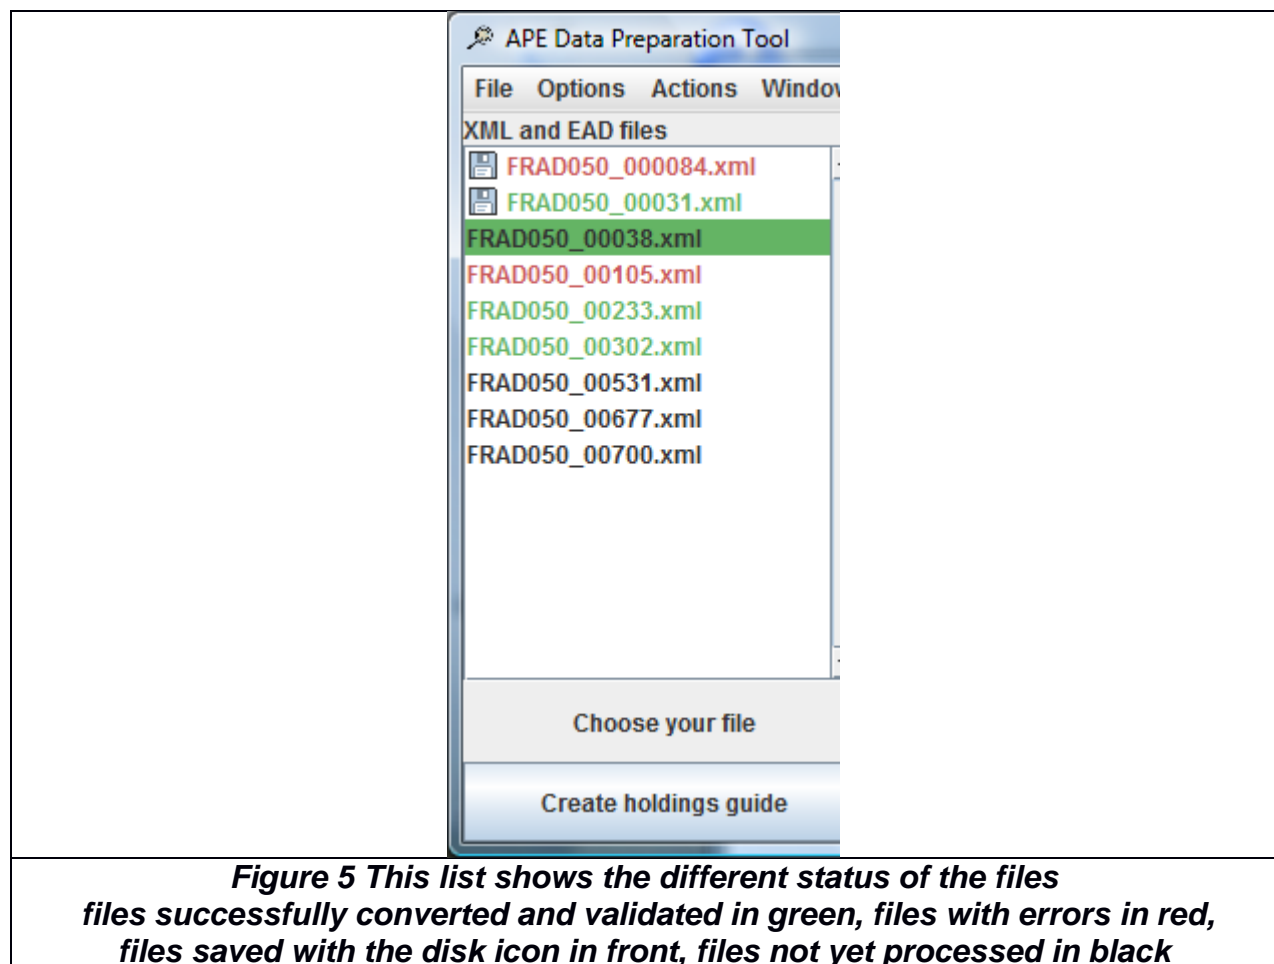 APE Data Preparation Tool
File Options Actions Window
XML and EAD files
FRAD050_000084.xml
FRAD050_00031.xml
FRAD050_00038.xml
FRAD050_00105.xml
FRAD050_00233.xml
FRAD050_00302.xml
FRAD050_00531.xml
FRAD050_00677.xml
FRAD050_00700.xml
Choose your file
Create holdings guide
Figure 5 This list shows the different status of the files
files successfully converted and validated in green, files with errors in red,
files saved with the disk icon in front, files not yet processed in black